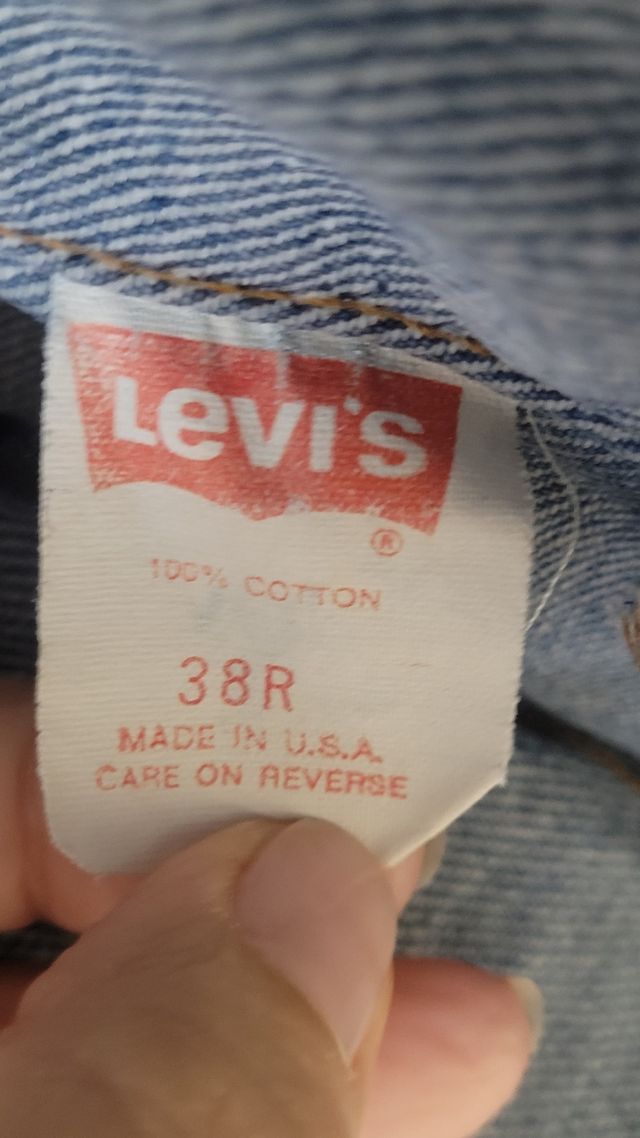 LEVI'S
®
100% COTTON
38R
MADE IN U.S.A.
CARE ON REVERSE